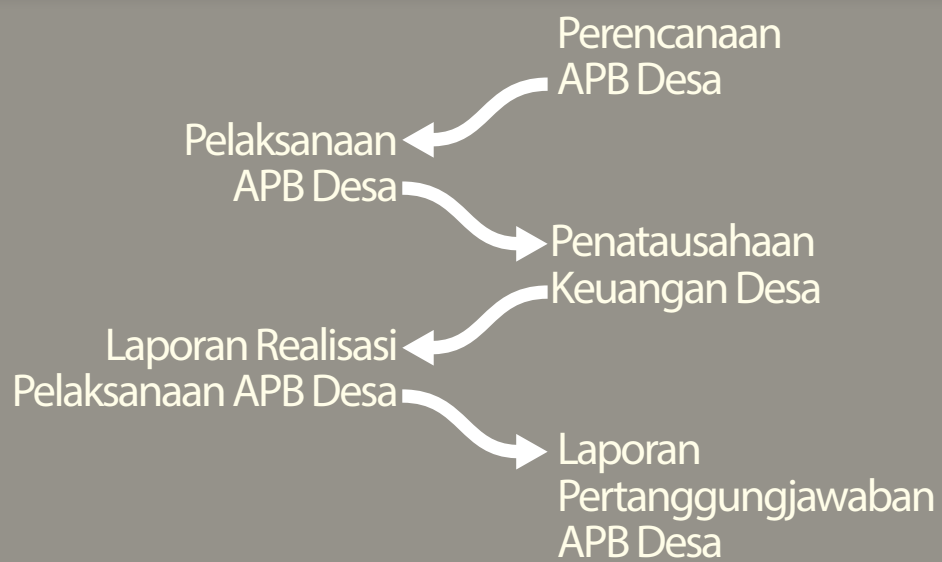 Perencanaan
APB Desa
Pelaksanaan
APB Desa
Penatausahaan
Keuangan Desa
Laporan Realisasi
Pelaksanaan APB Desa
Laporan
Pertanggungjawaban
APB Desa